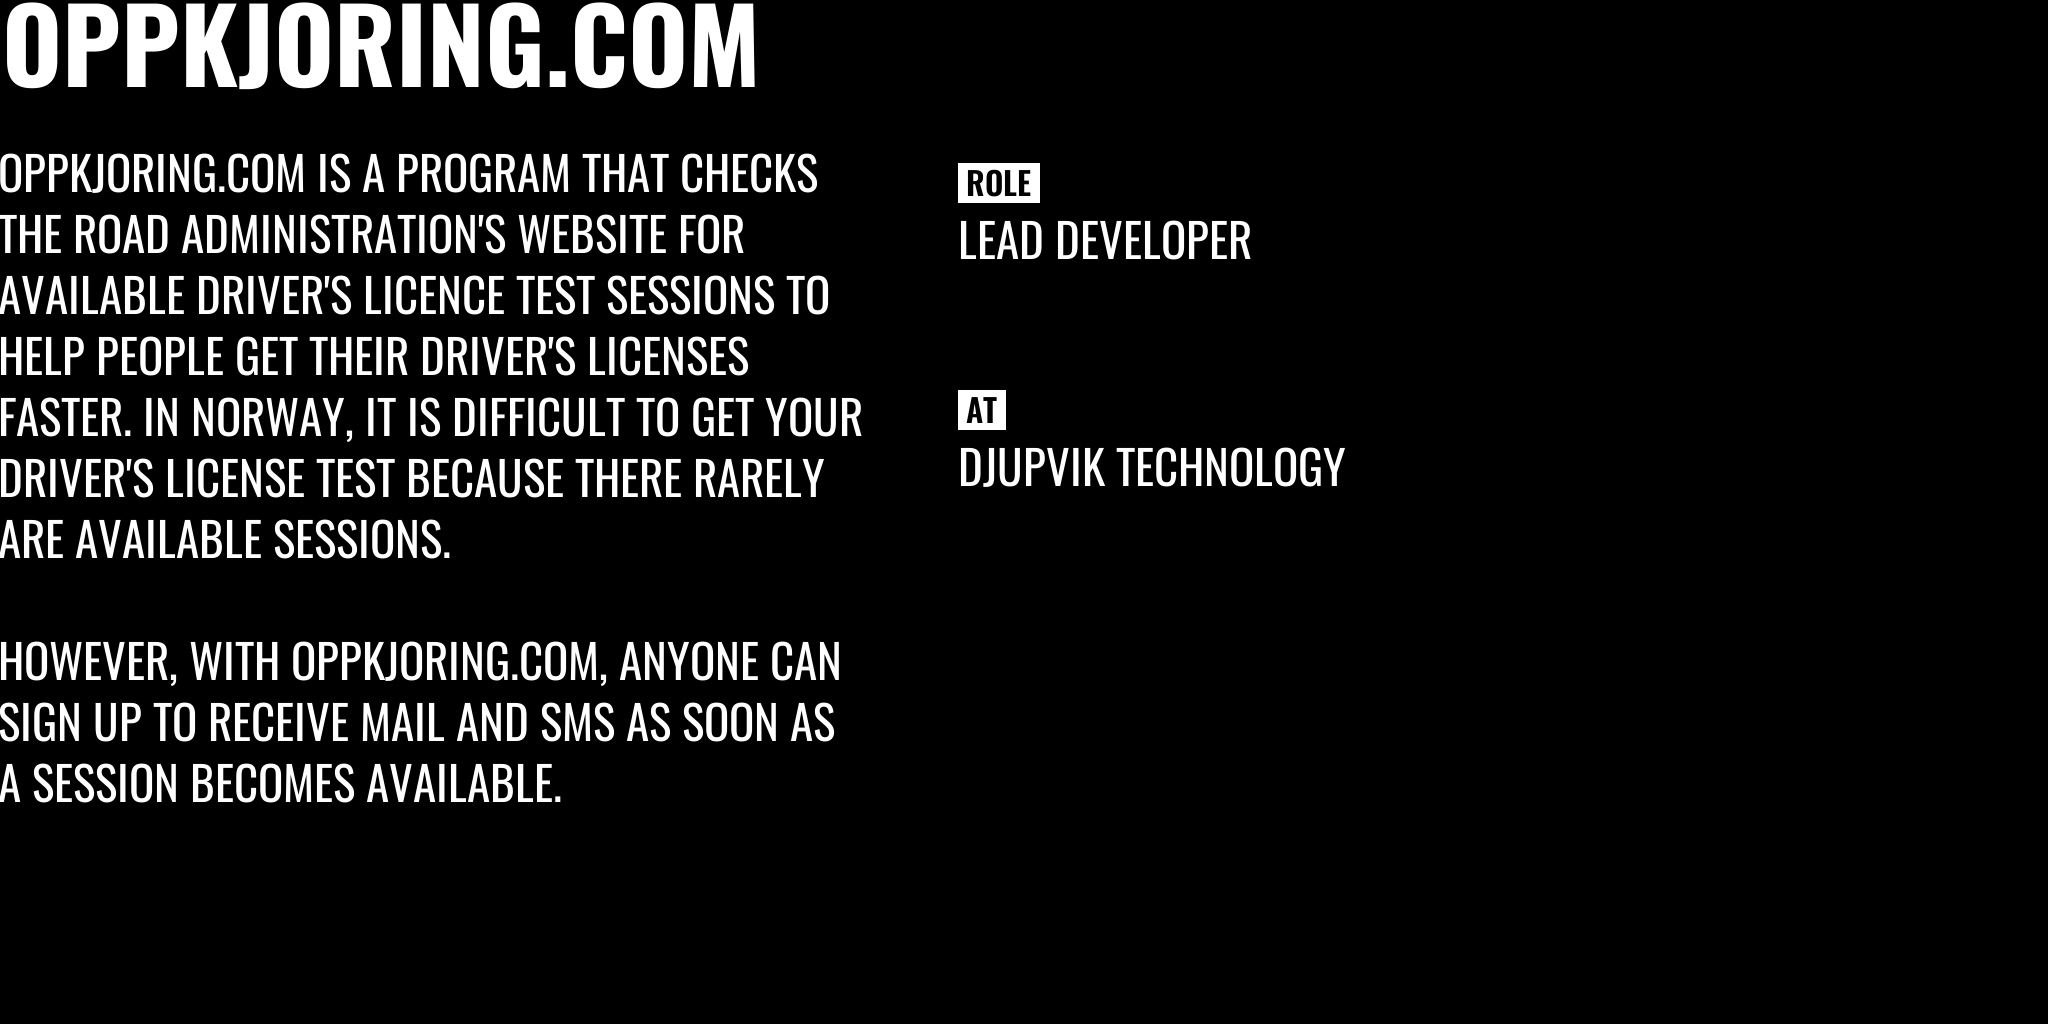 OPPKJORING.COM
OPPKJORING.COM IS A PROGRAM THAT CHECKS
THE ROAD ADMINISTRATION'S WEBSITE FOR
AVAILABLE DRIVER'S LICENCE TEST SESSIONS TO
HELP PEOPLE GET THEIR DRIVER'S LICENSES
FASTER. IN NORWAY, IT IS DIFFICULT TO GET YOUR
DRIVER'S LICENSE TEST BECAUSE THERE RARELY
ARE AVAILABLE SESSIONS.
HOWEVER, WITH OPPKJORING.COM, ANYONE CAN
SIGN UP TO RECEIVE MAIL AND SMS AS SOON AS
A SESSION BECOMES AVAILABLE.
ROLE
LEAD DEVELOPER
AT
DJUPVIK TECHNOLOGY